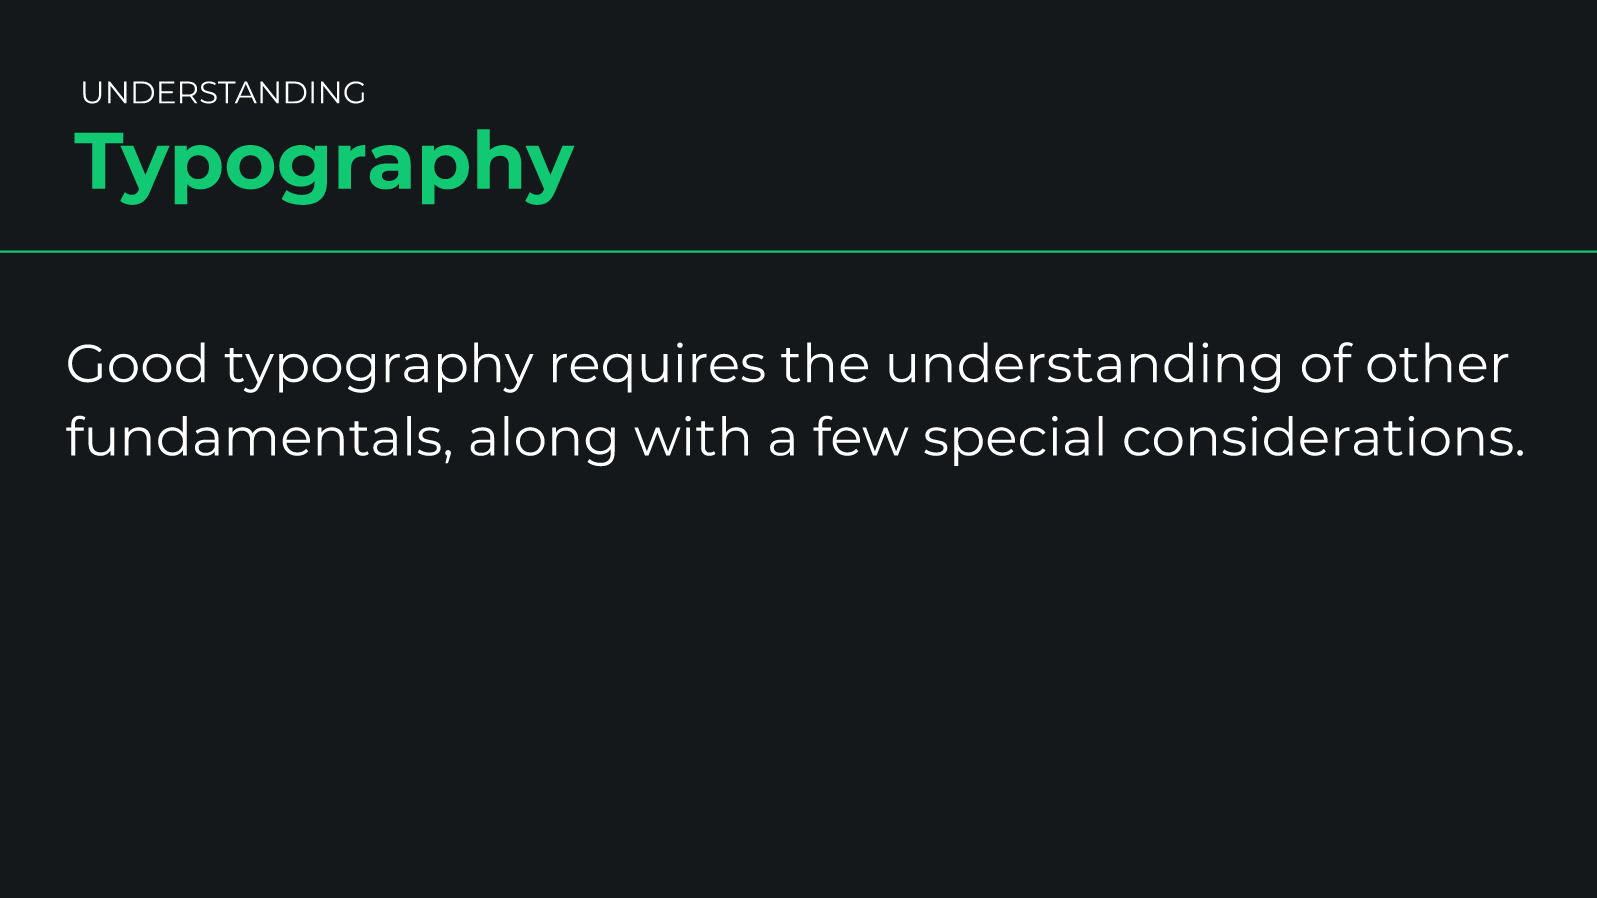 UNDERSTANDING
Typography
Good typography requires the understanding of other
fundamentals, along with a few special considerations.